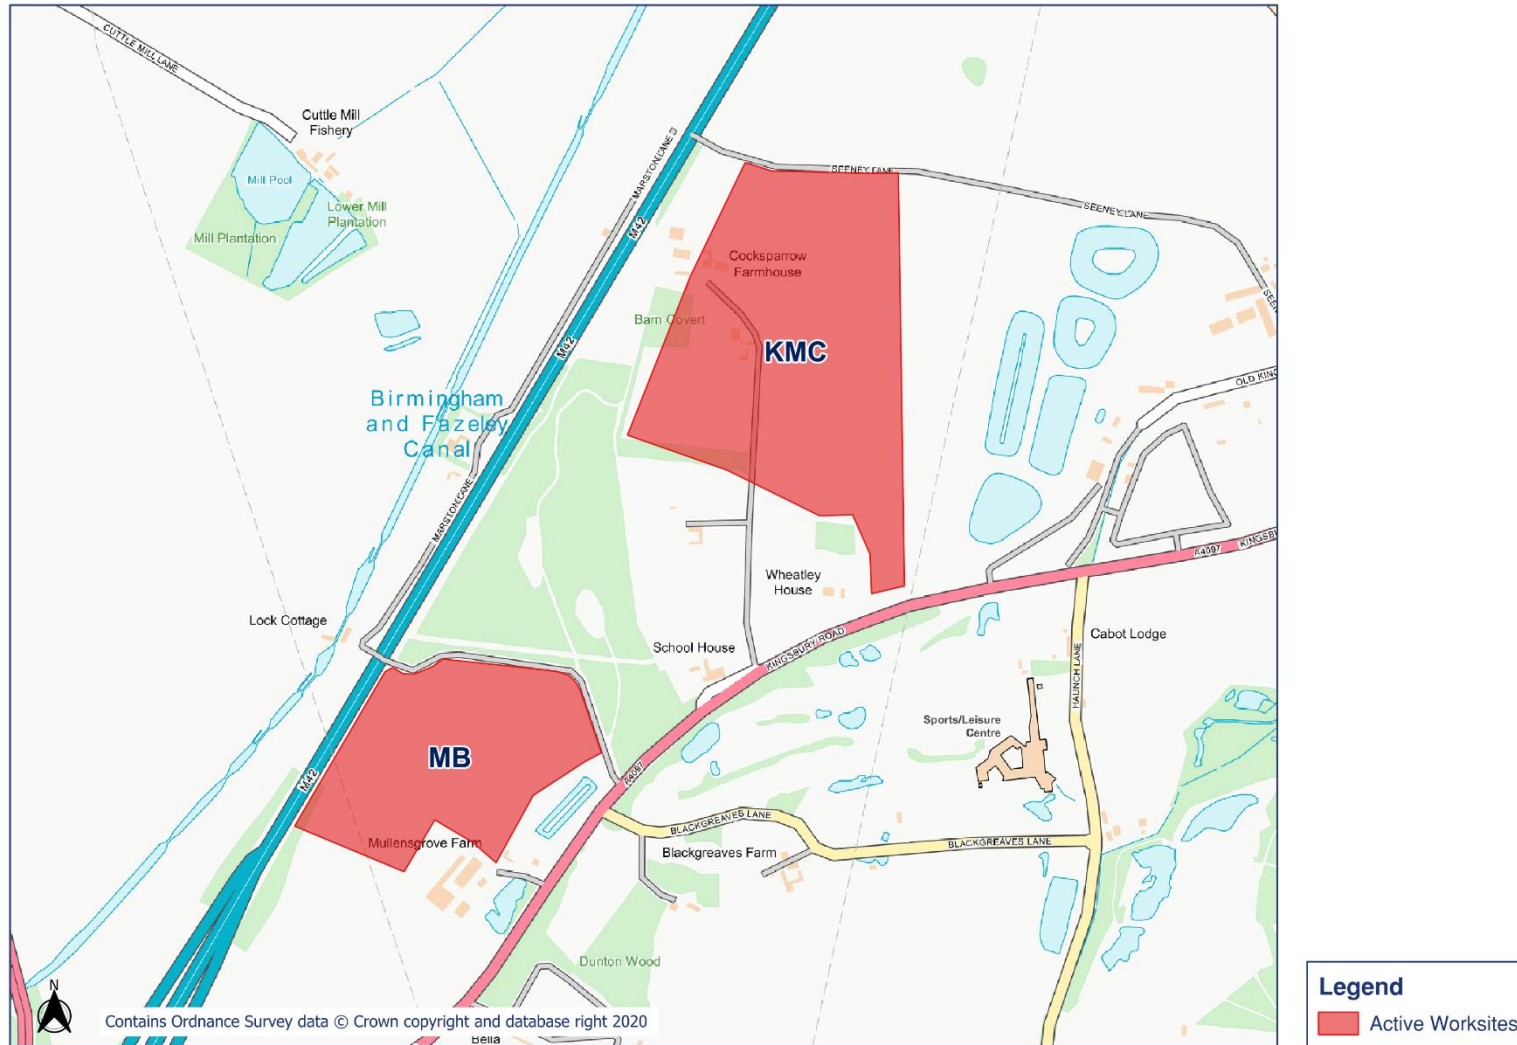 CUTTLE MILL LANE
Cuttle Mill
Fishery
Mill Pool
Lower Mill
Plantation
Mill Plantation
MARSTON LANE
M42
SEENEY LANE
SEENEY LANE
Cocksparrow
Farmhouse
Barn Covert
KMC
M42
Birmingham
and Fazeley
Canal
MARSTON LANE
OLD KING
A4097
KINGSBU
Wheatley
House
Lock Cottage
School House
KINGSBURY ROAD
Cabot Lodge
HAUNCH LANE
Sports/Leisure
Centre
MB
M42
A4097
BLACKGREAVES LANE
BLACKGREAVES LANE
Mullensgrove Farm
Blackgreaves Farm
Dunton Wood
N
Contains Ordnance Survey data © Crown copyright and database right 2020
Bella
Legend
Active Worksites